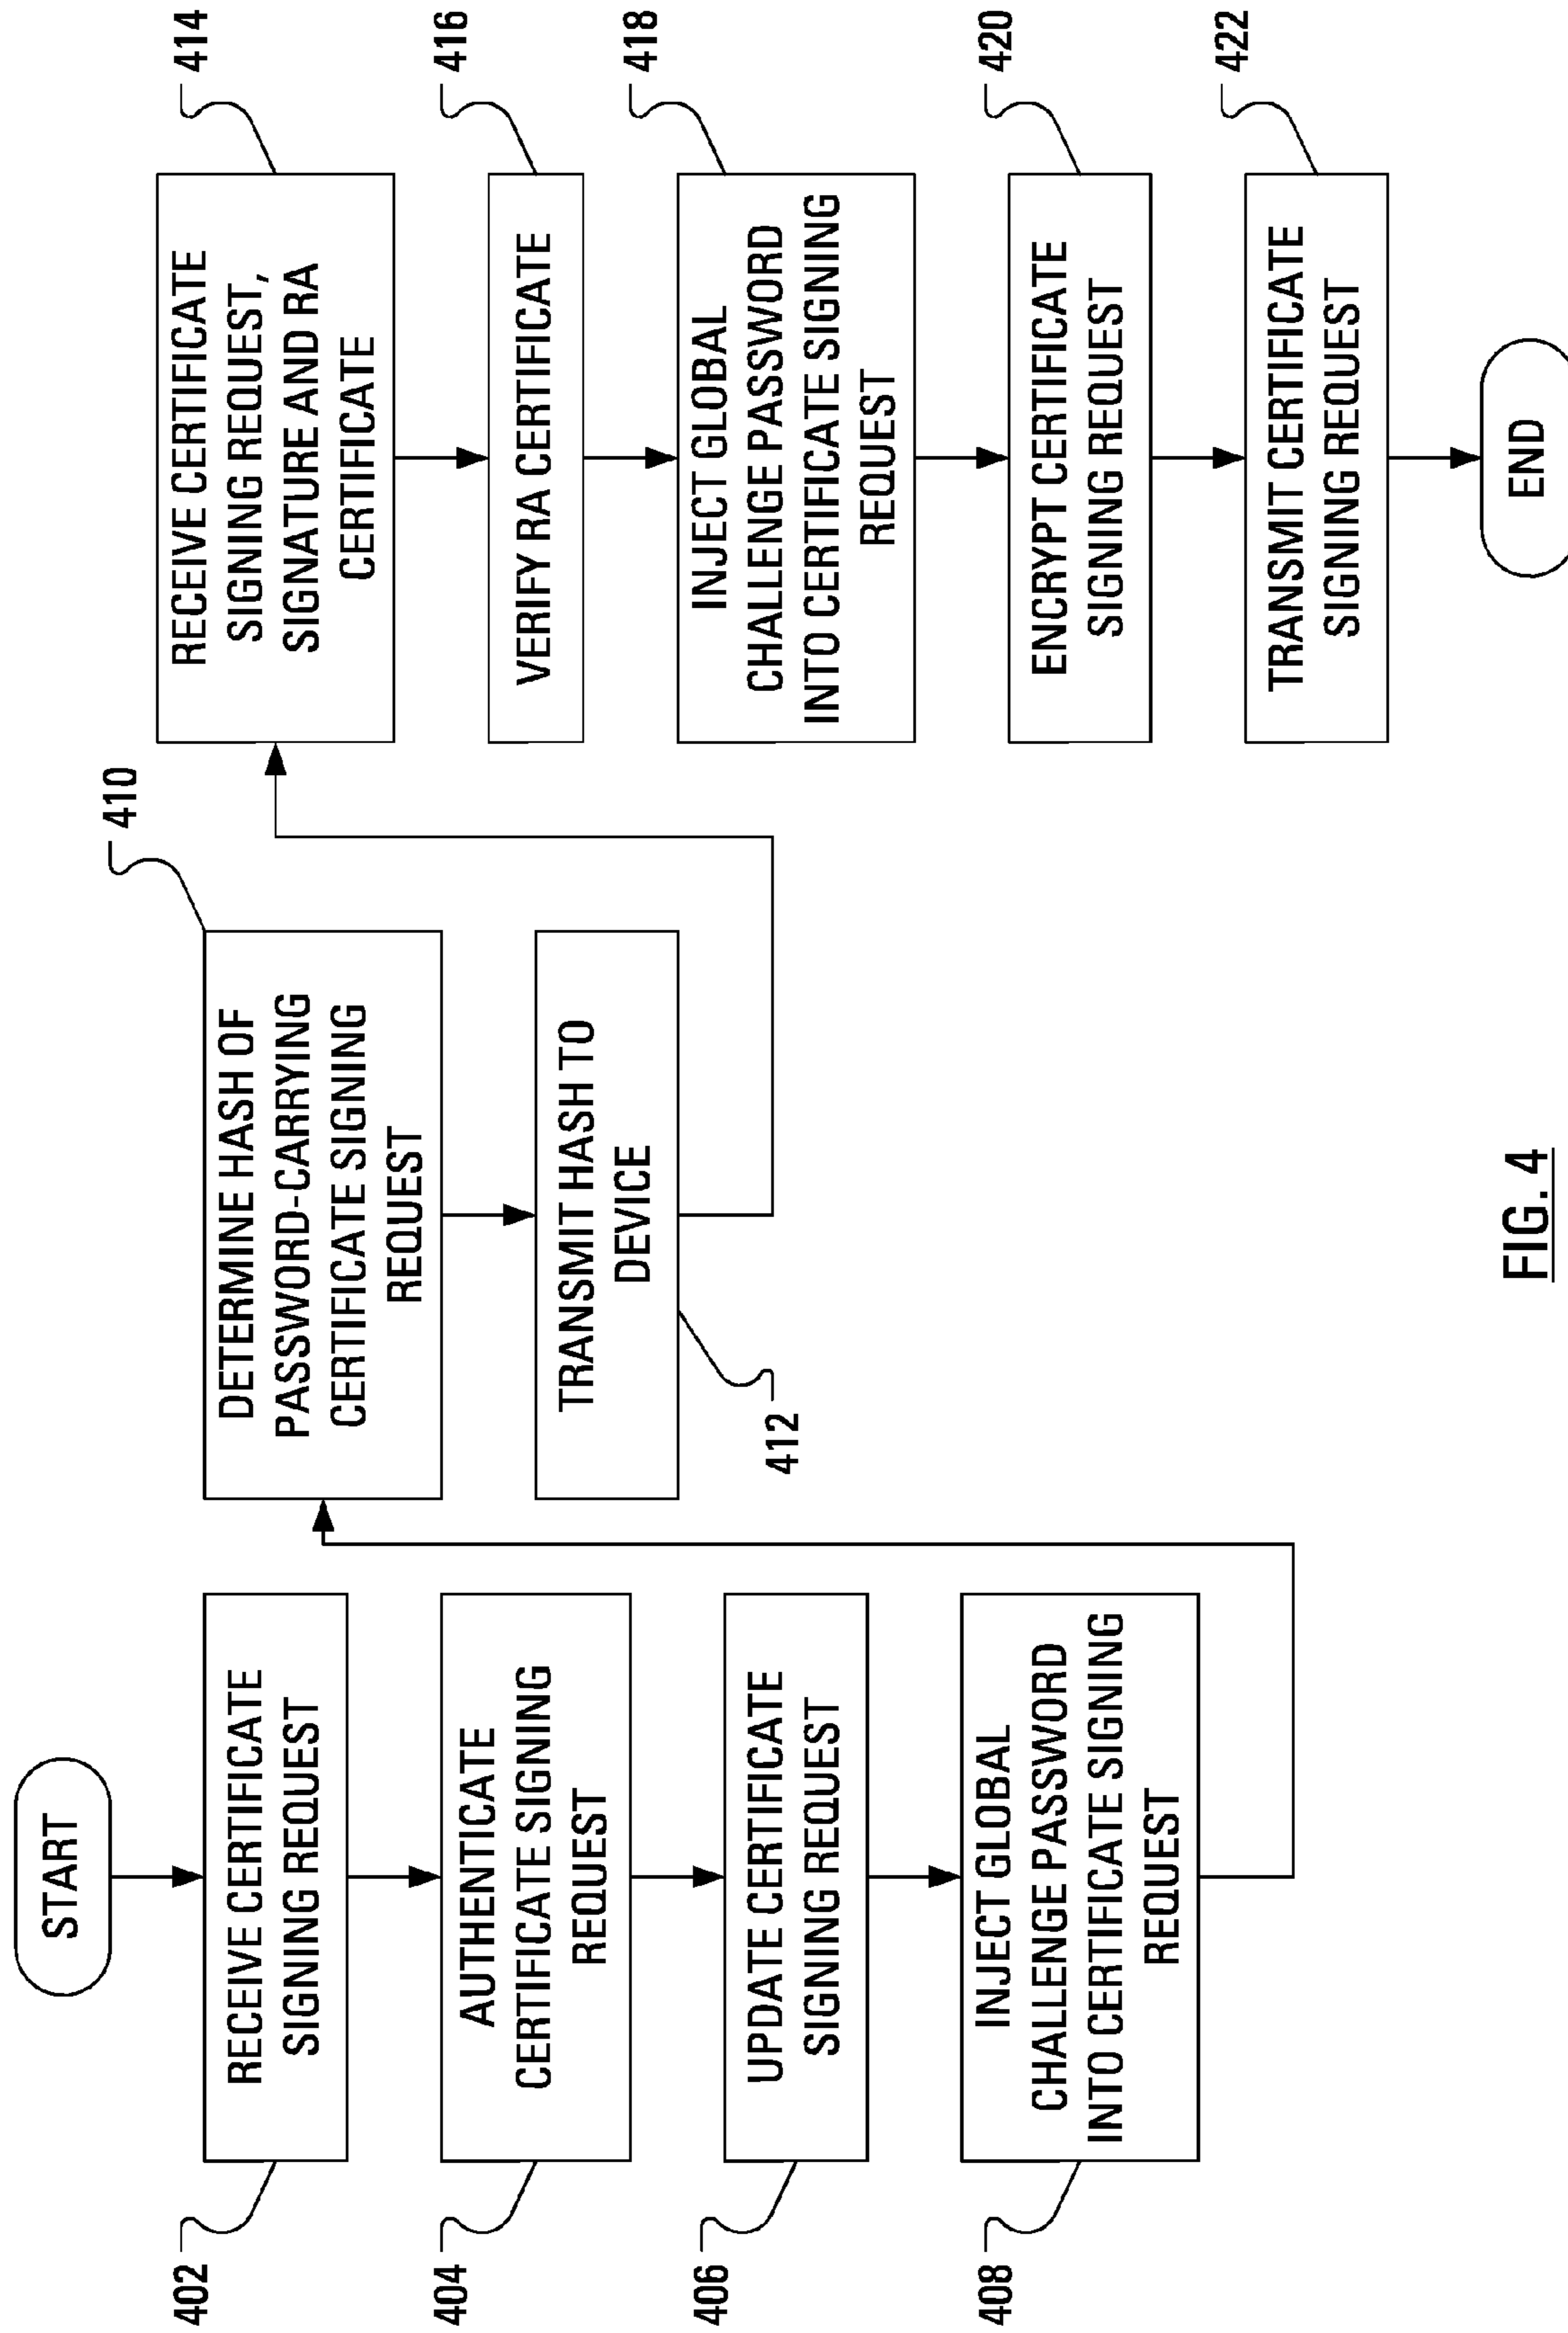 START
402
RECEIVE CERTIFICATE
SIGNING REQUEST
404
AUTHENTICATE
CERTIFICATE SIGNING
REQUEST
406
UPDATE CERTIFICATE
SIGNING REQUEST
408
INJECT GLOBAL
CHALLENGE PASSWORD
INTO CERTIFICATE SIGNING
REQUEST
410
DETERMINE HASH OF
PASSWORD-CARRYING
CERTIFICATE SIGNING
REQUEST
TRANSMIT HASH TO
DEVICE
412
414
RECEIVE CERTIFICATE
SIGNING REQUEST,
SIGNATURE AND RA
CERTIFICATE
416
VERIFY RA CERTIFICATE
418
INJECT GLOBAL
CHALLENGE PASSWORD
INTO CERTIFICATE SIGNING
REQUEST
420
ENCRYPT CERTIFICATE
SIGNING REQUEST
422
TRANSMIT CERTIFICATE
SIGNING REQUEST
END
FIG. 4